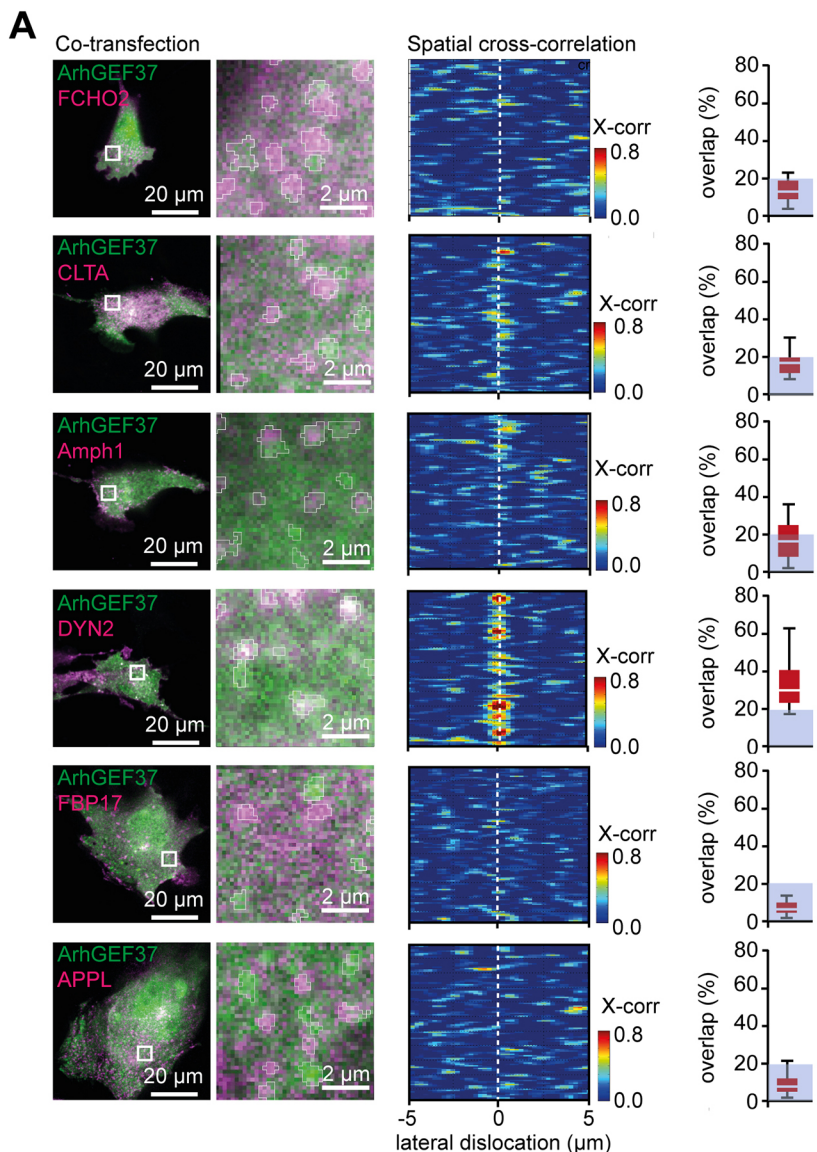 A
Co-transfection
Spatial cross-correlation
ArhGEF37
FCHO2
20 µm
2 µm
X-corr
0.8
0.0
overlap (%)
80
60
40
20
0
ArhGEF37
CLTA
20 µm
2 µm
X-corr
0.8
0.0
overlap (%)
80
60
40
20
0
ArhGEF37
Amph1
20 µm
2 µm
X-corr
0.8
0.0
overlap (%)
80
60
40
20
0
ArhGEF37
DYN2
20 µm
2 µm
X-corr
0.8
0.0
overlap (%)
80
60
40
20
0
ArhGEF37
FBP17
20 µm
2 µm
X-corr
0.8
0.0
overlap (%)
80
60
40
20
0
ArhGEF37
APPL
20 µm
2 µm
X-corr
0.8
0.0
overlap (%)
80
60
40
20
0
-5 0 5
lateral dislocation (µm)